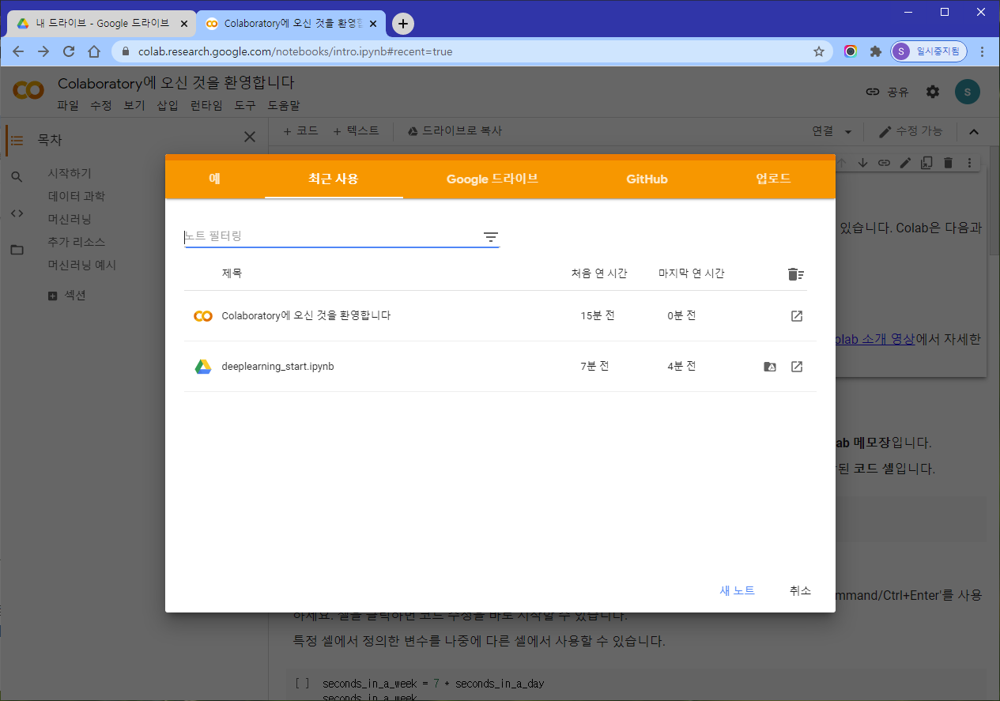 내 드라이브 - Google 드라이브
Colaboratory에 오신 것을 환영합
colab.research.google.com/notebooks/intro.ipynb#recent=true
S 일시중지됨
Colaboratory에 오신 것을 환영합니다
파일 수정 보기 삽입 런타임 도구 도움말
공유
S
목차
+ 코드 + 텍스트 드라이브로 복사
연결 수정 가능
시작하기
데이터 과학
머신러닝
추가 리소스
머신러닝 예시
섹션
예 최근 사용 Google 드라이브 GitHub 업로드
노트 필터링
제목 처음 연 시간 마지막 연 시간
Colaboratory에 오신 것을 환영합니다 15분 전 0분 전
deeplearning_start.ipynb 7분 전 4분 전
새 노트 취소
있습니다. Colab은 다음과
olab 소개 영상에서 자세한
ab 메모장입니다.
된 코드 셀입니다.
mmand/Ctrl+Enter'를 사용
하세요. 셀을 클릭하면 코드 수정을 바로 시작할 수 있습니다.
특정 셀에서 정의한 변수를 나중에 다른 셀에서 사용할 수 있습니다.
[ ] seconds_in_a_week = 7 * seconds_in_a_day
seconds_in_a_week